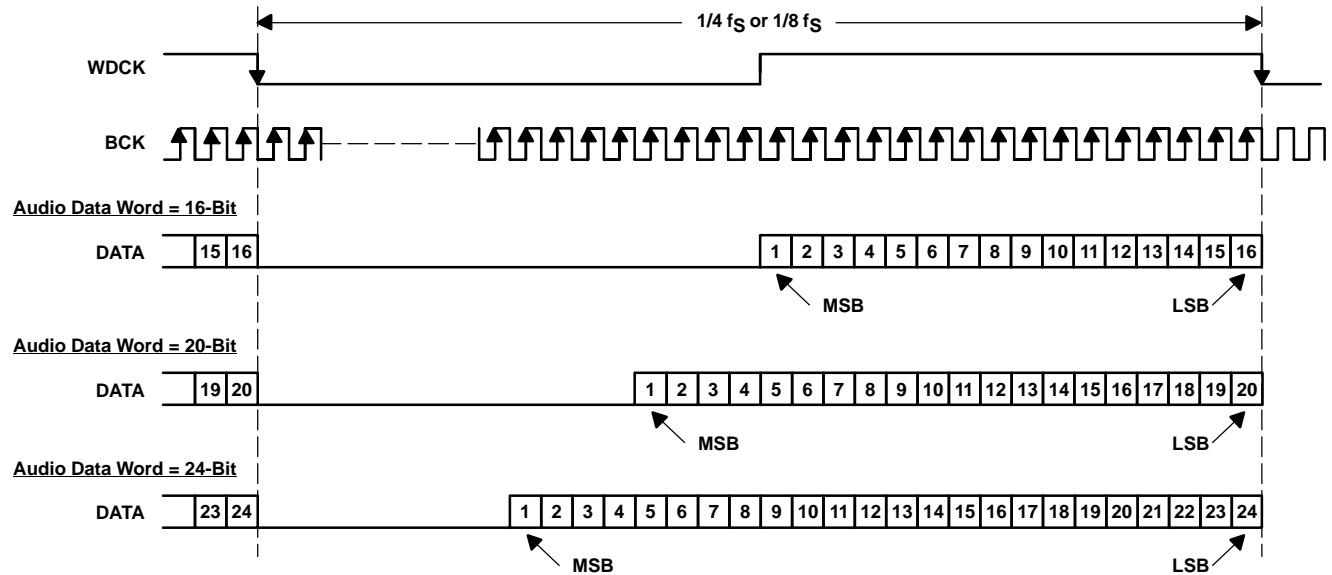 1/4 fS or 1/8 fS
WDCK
BCK
Audio Data Word = 16-Bit
DATA 15 16 1 2 3 4 5 6 7 8 9 10 11 12 13 14 15 16
MSB LSB
Audio Data Word = 20-Bit
DATA 19 20 1 2 3 4 5 6 7 8 9 10 11 12 13 14 15 16 17 18 19 20
MSB LSB
Audio Data Word = 24-Bit
DATA 23 24 1 2 3 4 5 6 7 8 9 10 11 12 13 14 15 16 17 18 19 20 21 22 23 24
MSB LSB